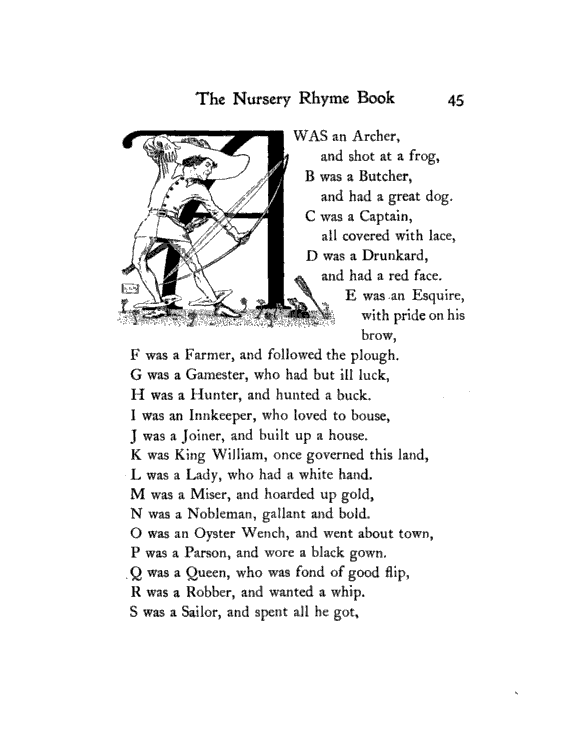 The Nursery Rhyme Book 45
A WAS an Archer,
and shot at a frog,
B was a Butcher,
and had a great dog.
C was a Captain,
all covered with lace,
D was a Drunkard,
and had a red face.
E was an Esquire,
with pride on his
brow,
F was a Farmer, and followed the plough.
G was a Gamester, who had but ill luck,
H was a Hunter, and hunted a buck.
I was an Innkeeper, who loved to bouse,
J was a Joiner, and built up a house.
K was King William, once governed this land,
L was a Lady, who had a white hand.
M was a Miser, and hoarded up gold,
N was a Nobleman, gallant and bold.
O was an Oyster Wench, and went about town,
P was a Parson, and wore a black gown.
Q was a Queen, who was fond of good flip,
R was a Robber, and wanted a whip.
S was a Sailor, and spent all he got,